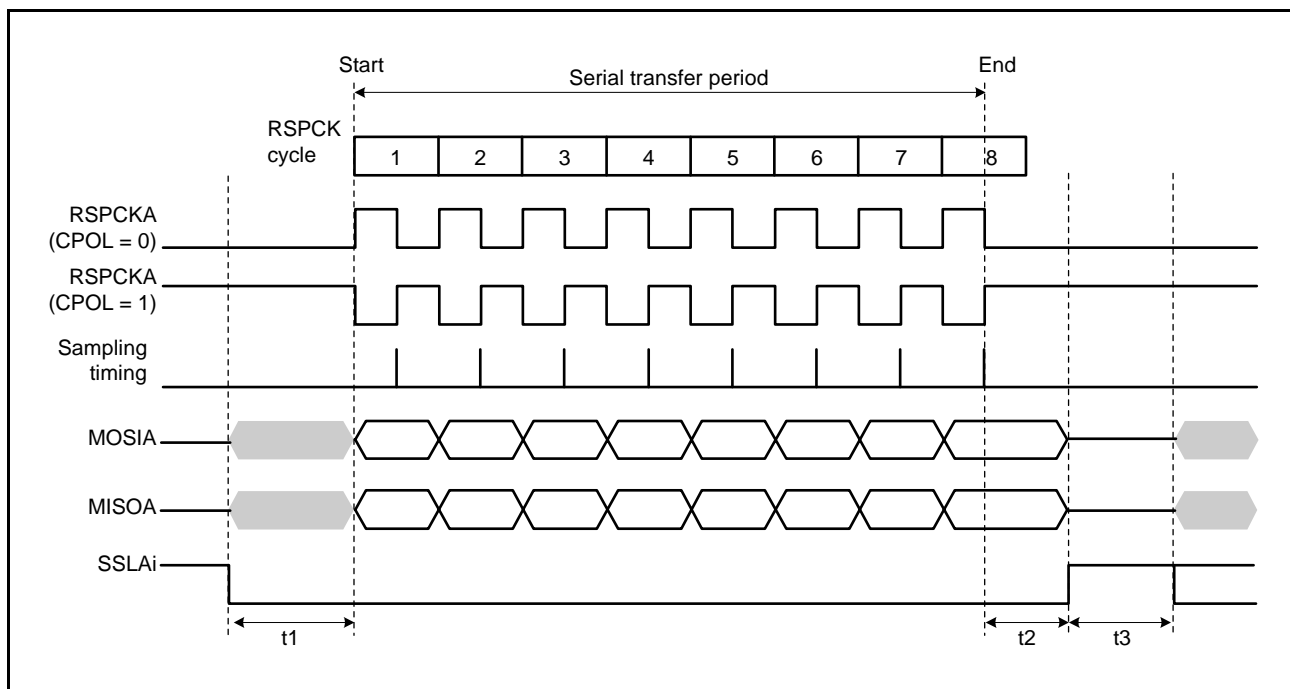 Start
End
Serial transfer period
RSPCK
cycle
1 2 3 4 5 6 7 8
RSPCKA
(CPOL = 0)
RSPCKA
(CPOL = 1)
Sampling
timing
MOSIA
MISOA
SSLAi
t1
t2
t3